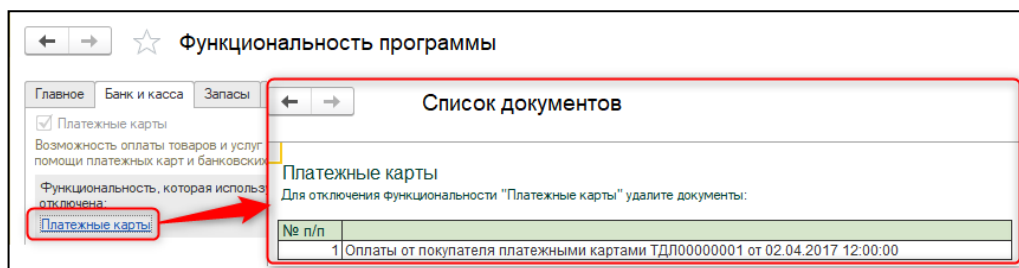 Функциональность программы
Главное
Банк и касса
Запасы
Платежные карты
Возможность оплаты товаров и услуг
помощи платежных карт и банковских
Функциональность, которая использу
отключена:
Платежные карты
Список документов
Платежные карты
Для отключения функциональности "Платежные карты" удалите документы:
№ п/п
1 Оплаты от покупателя платежными картами ТДЛ00000001 от 02.04.2017 12:00:00